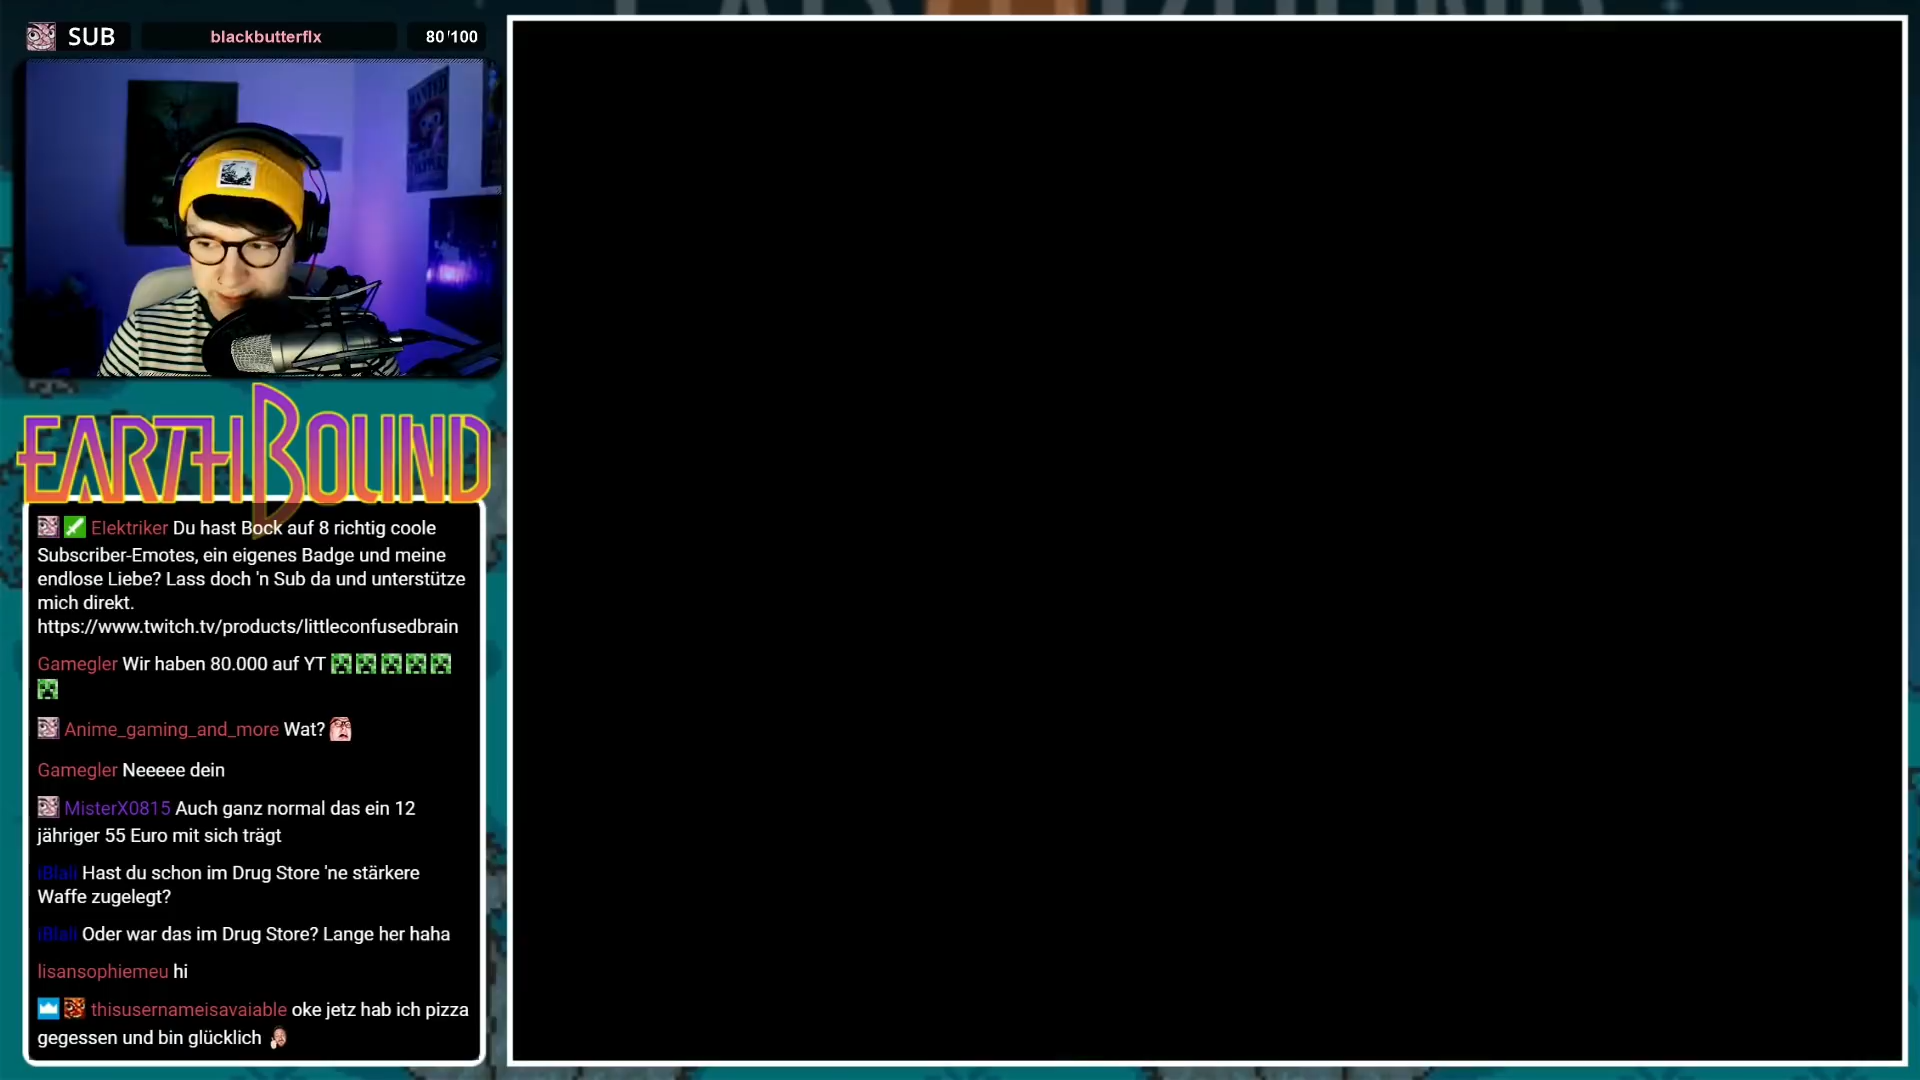 SUB blackbutterflx 80/100
WANTED
EARTHBOUND
Elektriker Du hast Bock auf 8 richtig coole
Subscriber-Emotes, ein eigenes Badge und meine
endlose Liebe? Lass doch 'n Sub da und unterstütze
mich direkt.
https://www.twitch.tv/products/littleconfusedbrain
Gamegler Wir haben 80.000 auf YT
Anime_gaming_and_more Wat?
Gamegler Neeeee dein
MisterX0815 Auch ganz normal das ein 12
jähriger 55 Euro mit sich trägt
iBlali Hast du schon im Drug Store 'ne stärkere
Waffe zugelegt?
iBlali Oder war das im Drug Store? Lange her haha
lisansophiemeu hi
thisusernameisavaiable oke jetz hab ich pizza
gegessen und bin glücklich